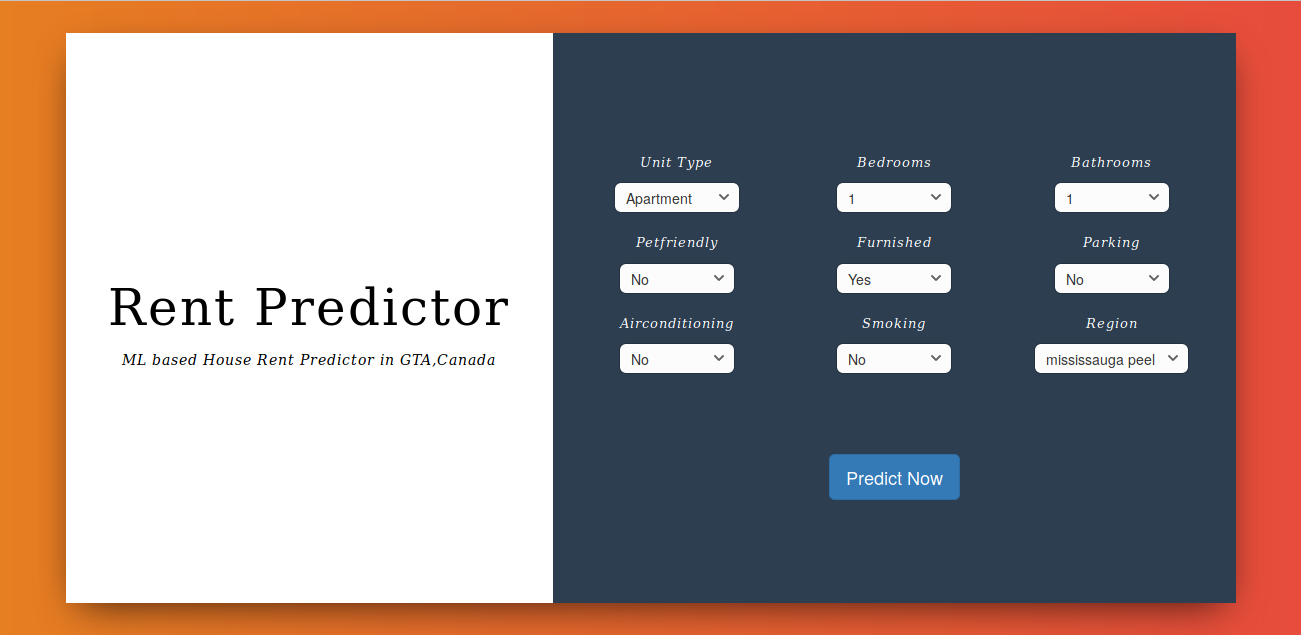 Rent Predictor
ML based House Rent Predictor in GTA,Canada
Unit Type Bedrooms Bathrooms
Apartment 1 1
Petfriendly Furnished Parking
No Yes No
Airconditioning Smoking Region
No No mississauga peel
Predict Now